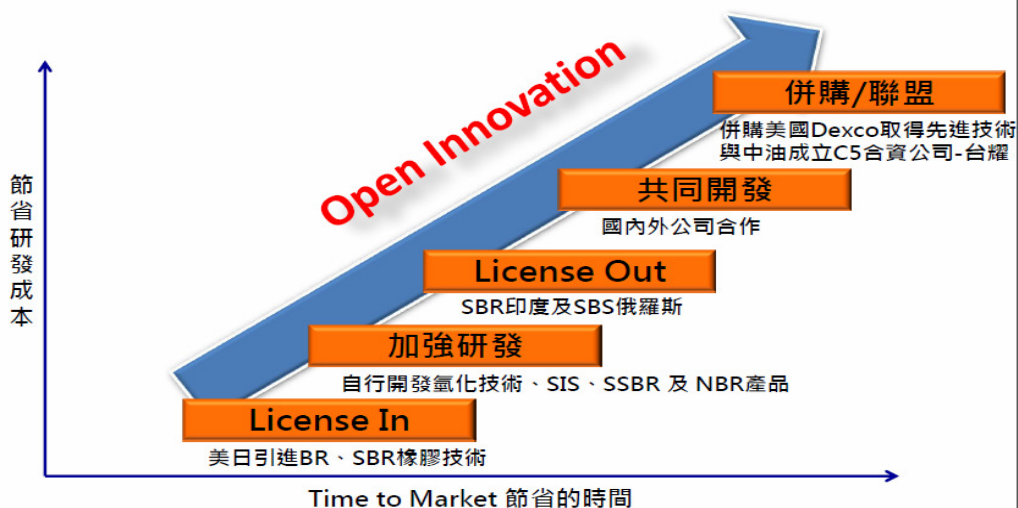 Open Innovation
併購/聯盟
併購美國Dexco取得先進技術
與中油成立C5合資公司-台耀
共同開發
國內外公司合作
License Out
SBR印度及SBS俄羅斯
加強研發
自行開發氫化技術、SIS、SSBR 及 NBR產品
License In
美日引進BR、SBR橡膠技術
節省研發成本
Time to Market 節省的時間